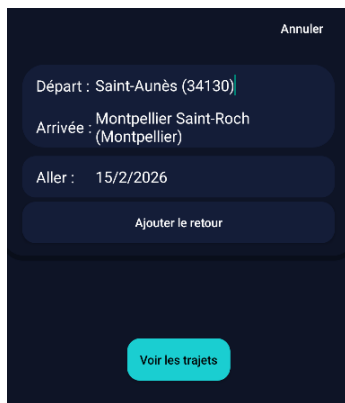 Annuler
Départ : Saint-Aunès (34130)
Arrivée : Montpellier Saint-Roch
(Montpellier)
Aller : 15/2/2026
Ajouter le retour
Voir les trajets